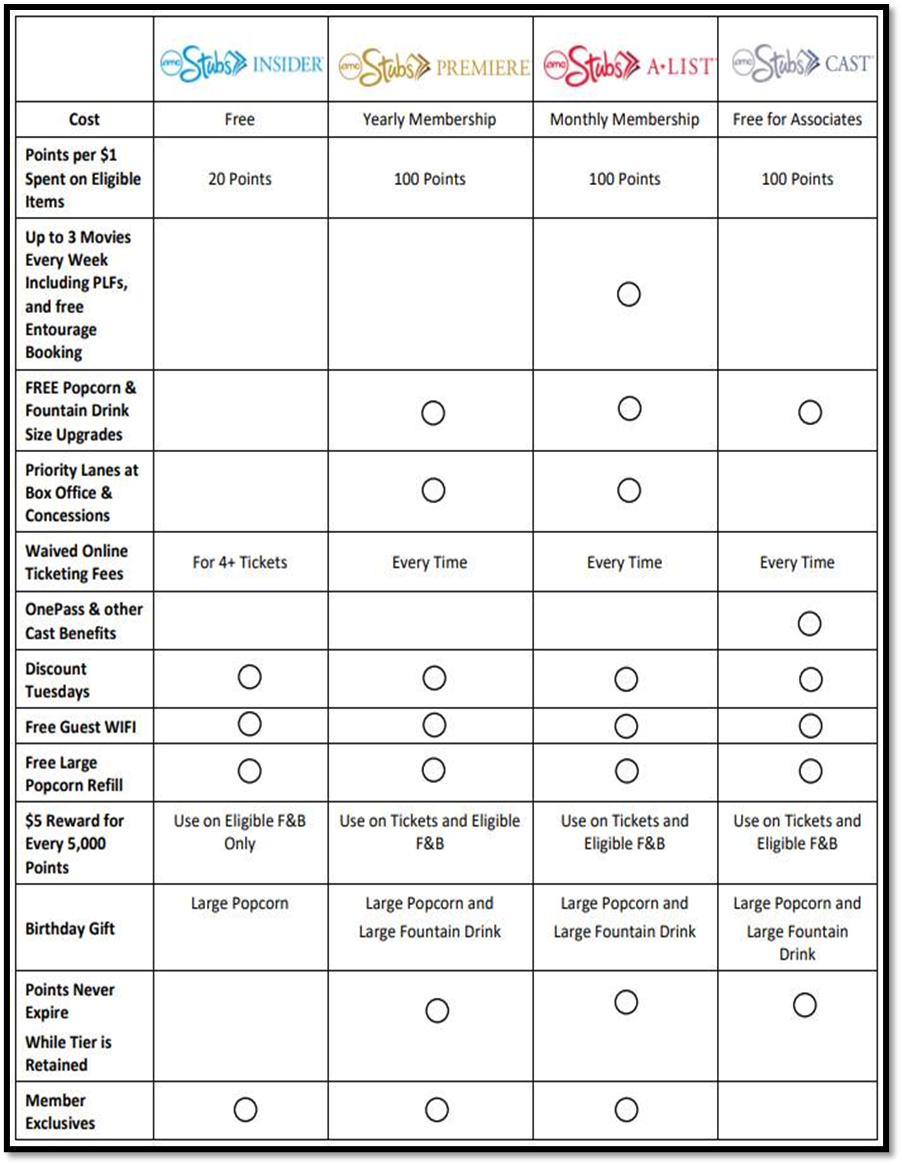 amc Stubs INSIDER
amc Stubs PREMIERE
amc Stubs A•LIST
amc Stubs CAST
Cost
Free
Yearly Membership
Monthly Membership
Free for Associates
Points per $1
Spent on Eligible
Items
20 Points
100 Points
100 Points
100 Points
Up to 3 Movies
Every Week
Including PLFs,
and free
Entourage
Booking
FREE Popcorn &
Fountain Drink
Size Upgrades
Priority Lanes at
Box Office &
Concessions
Waived Online
Ticketing Fees
For 4+ Tickets
Every Time
Every Time
Every Time
OnePass & other
Cast Benefits
Discount
Tuesdays
Free Guest WIFI
Free Large
Popcorn Refill
$5 Reward for
Every 5,000
Points
Use on Eligible F&B
Only
Use on Tickets and Eligible
F&B
Use on Tickets and
Eligible F&B
Use on Tickets and
Eligible F&B
Birthday Gift
Large Popcorn
Large Popcorn and
Large Fountain Drink
Large Popcorn and
Large Fountain Drink
Large Popcorn and
Large Fountain
Drink
Points Never
Expire
While Tier is
Retained
Member
Exclusives